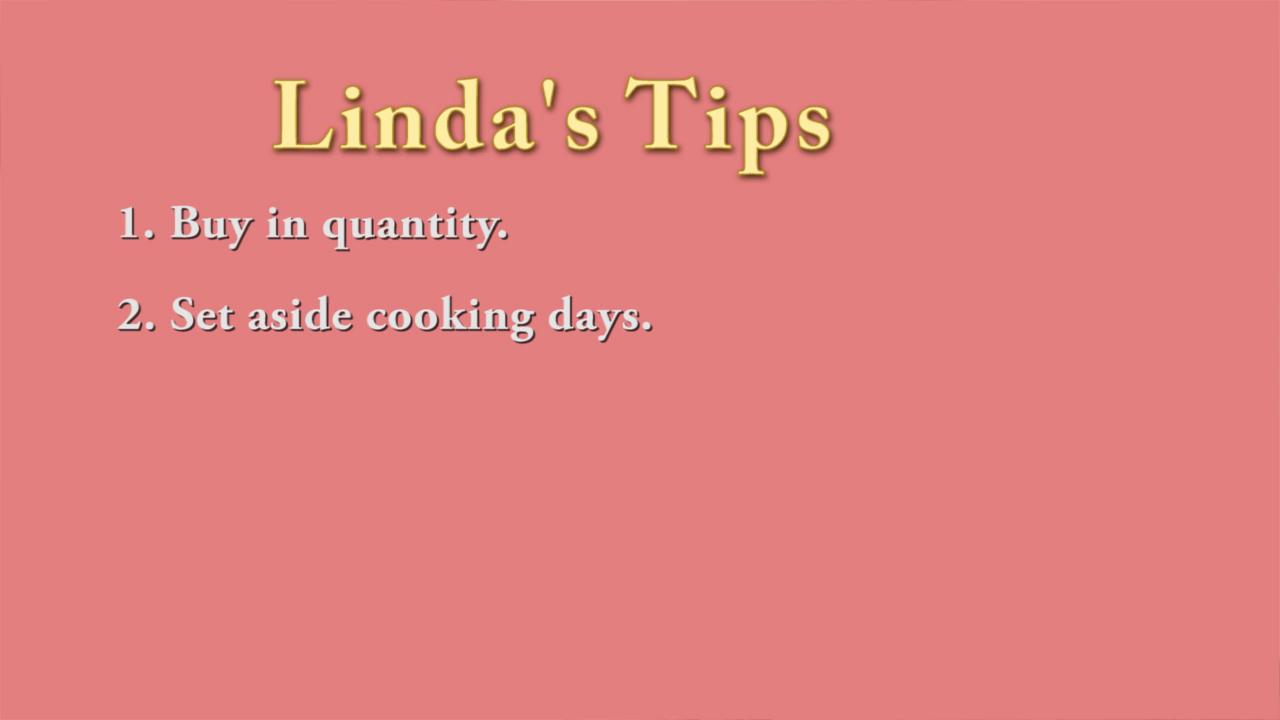 Linda's Tips
1. Buy in quantity.
2. Set aside cooking days.